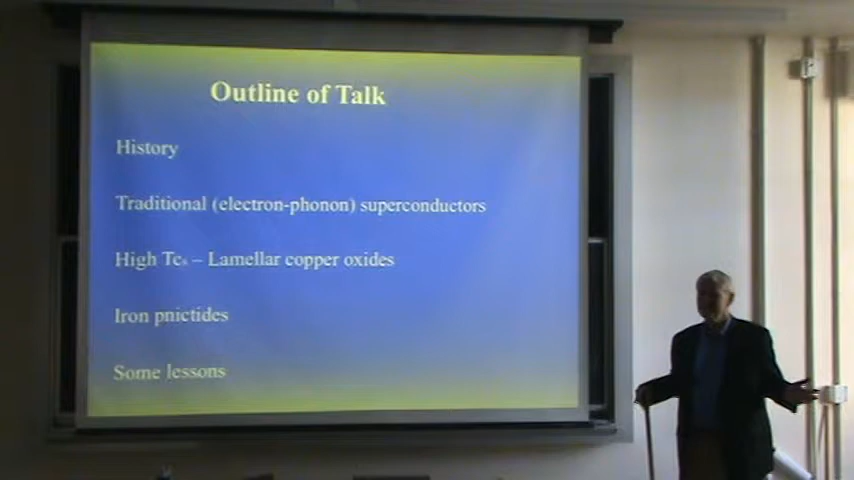 Outline of Talk
History
Traditional (electron-phonon) superconductors
High Tcs – Lamellar copper oxides
Iron pnictides
Some lessons